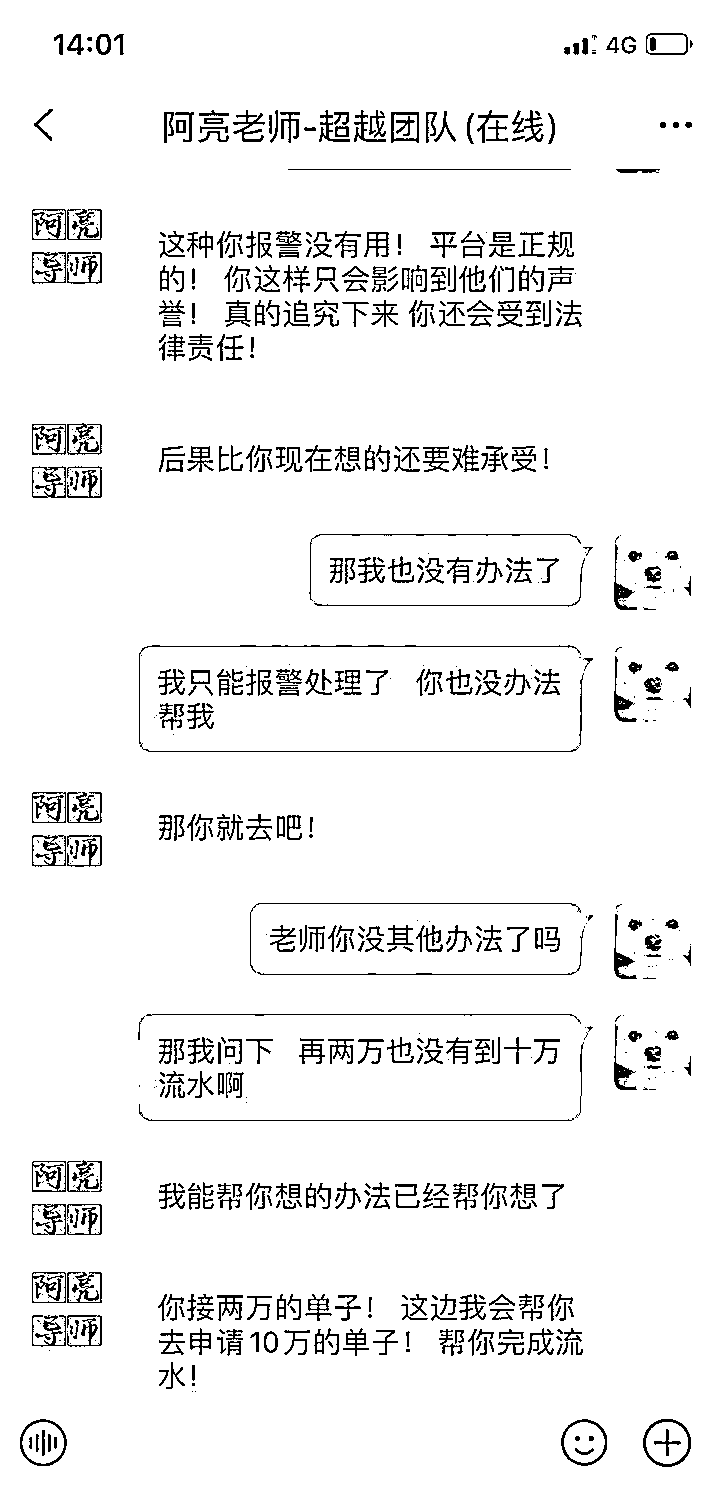 14:01
4G
阿亮老师-超越团队(在线)
阿亮
导师
这种你报警没有用！ 平台是正规
的！ 你这样只会影响到他们的声
誉！ 真的追究下来 你还会受到法
律责任！
阿亮
导师
后果比你现在想的还要难承受！
那我也没有办法了
我只能报警处理了 你也没办法
帮我
阿亮
导师
那你就去吧！
老师你没其他办法了吗
那我问下 再两万也没有到十万
流水啊
阿亮
导师
我能帮你想的办法已经帮你想了
阿亮
导师
你接两万的单子！ 这边我会帮你
去申请10万的单子！ 帮你完成流
水！